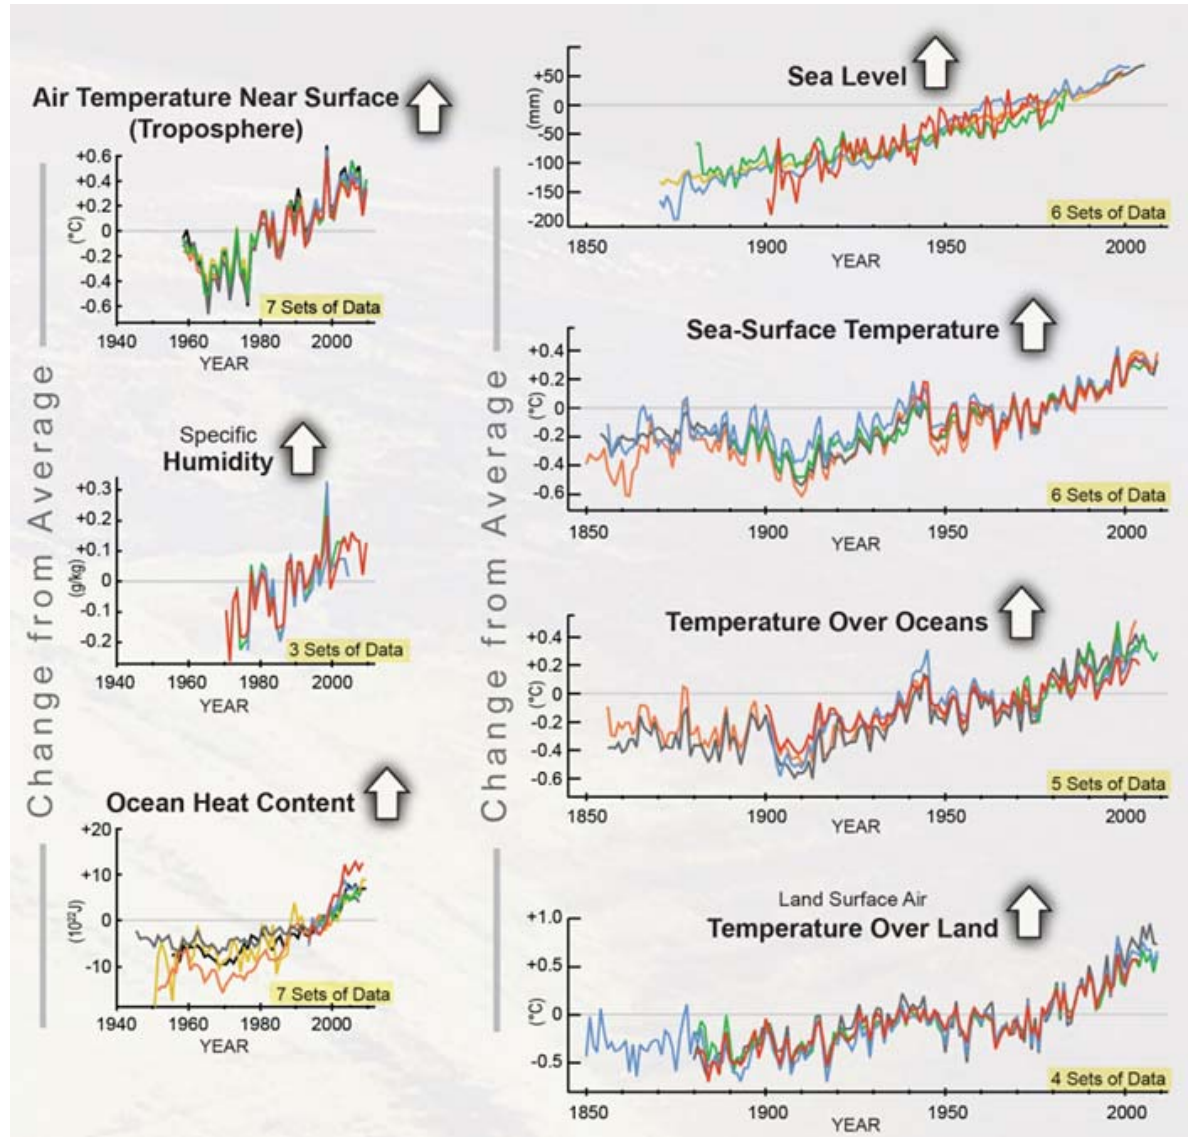 Air Temperature Near Surface
(Troposphere)
+0.6
+0.4
+0.2
0
-0.2
-0.4
-0.6
(°C)
7 Sets of Data
1940
1960
1980
2000
YEAR
Specific
Humidity
+0.3
+0.2
+0.1
0
-0.1
-0.2
(g/kg)
3 Sets of Data
1940
1960
1980
2000
YEAR
Ocean Heat Content
+20
+10
0
-10
(10²²J)
7 Sets of Data
1940
1960
1980
2000
YEAR
Change from Average
Sea Level
+50
0
-50
-100
-150
-200
(mm)
6 Sets of Data
1850
1900
1950
2000
YEAR
Sea-Surface Temperature
+0.4
+0.2
0
-0.2
-0.4
-0.6
(°C)
6 Sets of Data
1850
1900
1950
2000
YEAR
Temperature Over Oceans
+0.4
+0.2
0
-0.2
-0.4
-0.6
(°C)
5 Sets of Data
1850
1900
1950
2000
YEAR
Land Surface Air
Temperature Over Land
+1.0
+0.5
0
-0.5
(°C)
4 Sets of Data
1850
1900
1950
2000
YEAR
Change from Average